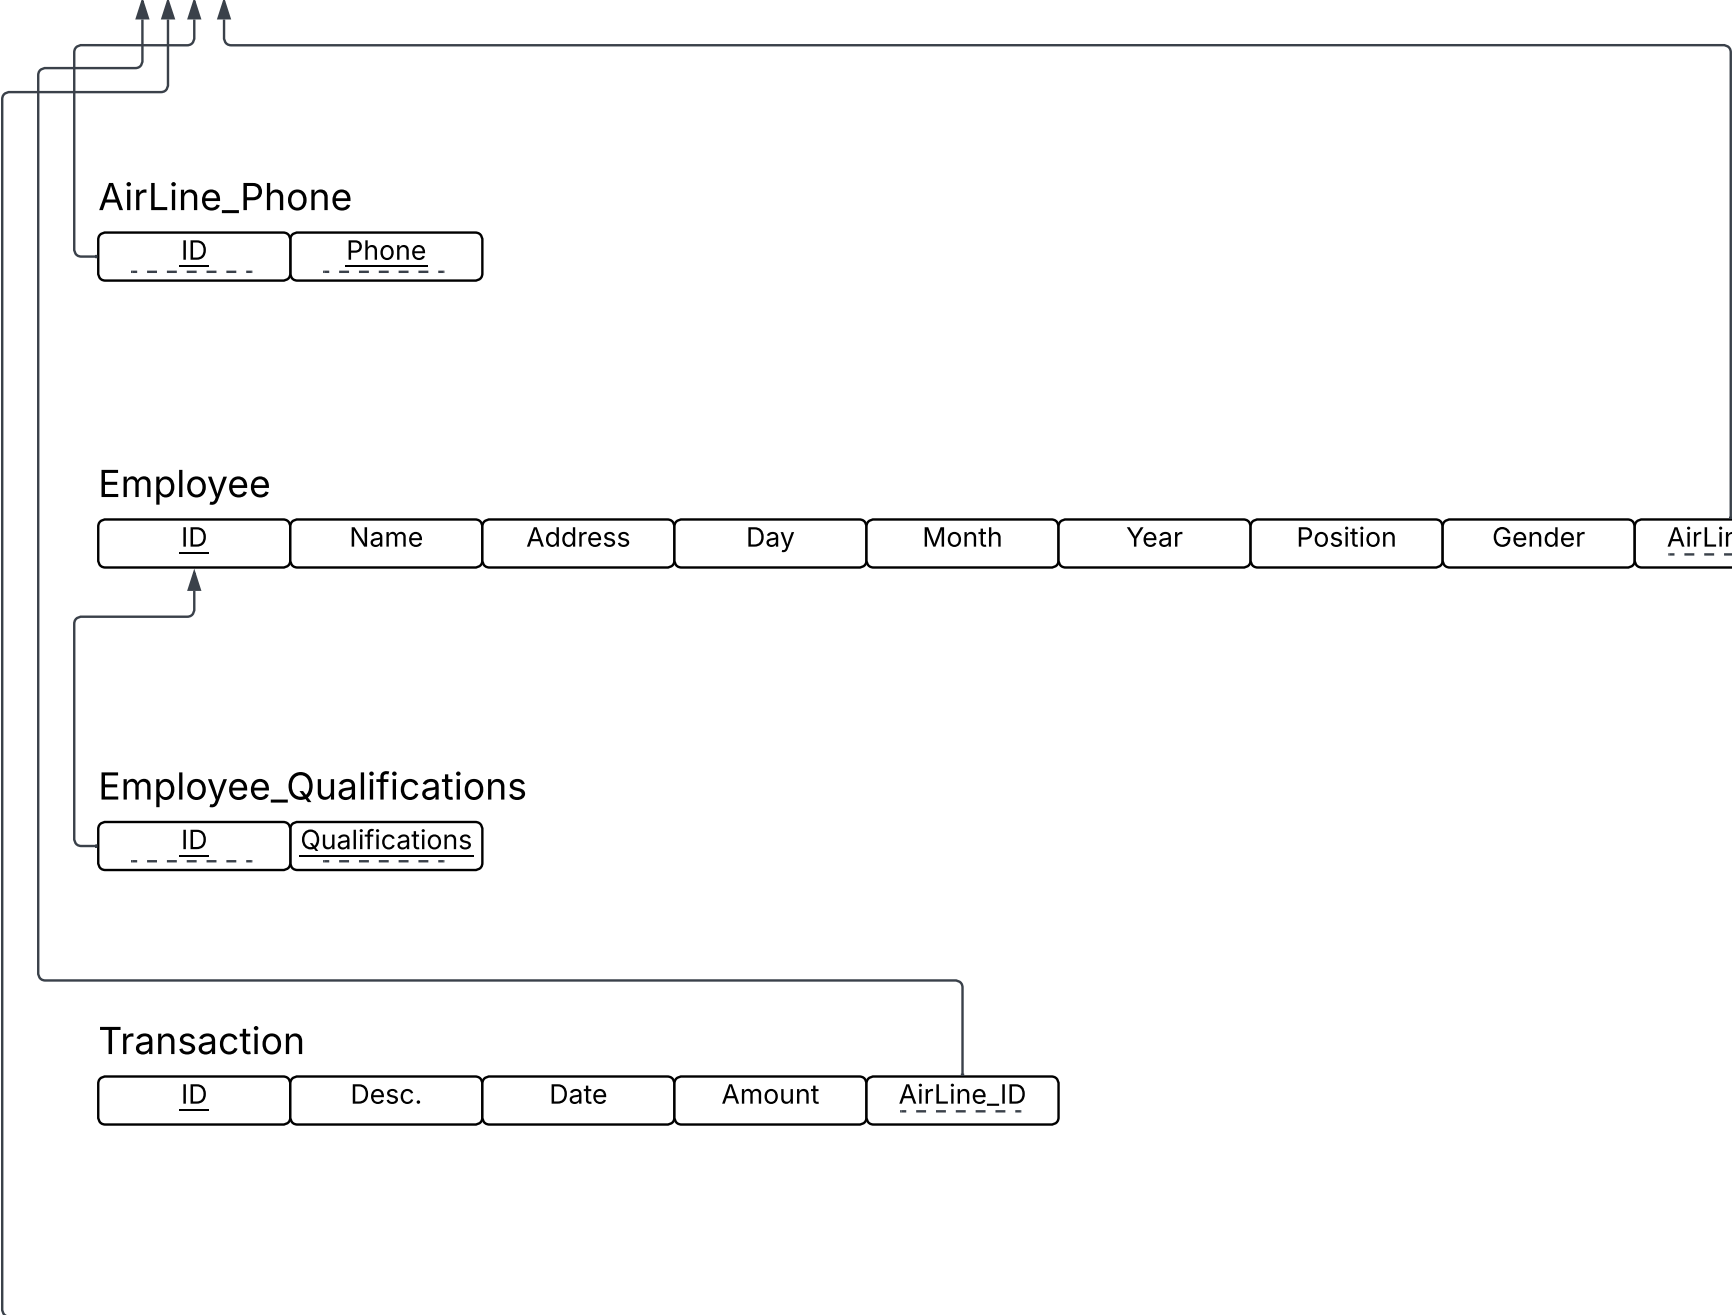 AirLine_Phone
ID Phone
Employee
ID Name Address Day Month Year Position Gender AirLin
Employee_Qualifications
ID Qualifications
Transaction
ID Desc. Date Amount AirLine_ID